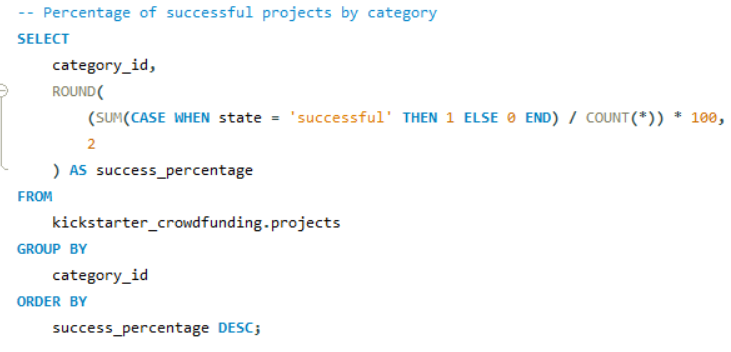 -- Percentage of successful projects by category
SELECT
    category_id,
    ROUND(
        (SUM(CASE WHEN state = 'successful' THEN 1 ELSE 0 END) / COUNT(*)) * 100,
        2
    ) AS success_percentage
FROM
    kickstarter_crowdfunding.projects
GROUP BY
    category_id
ORDER BY
    success_percentage DESC;